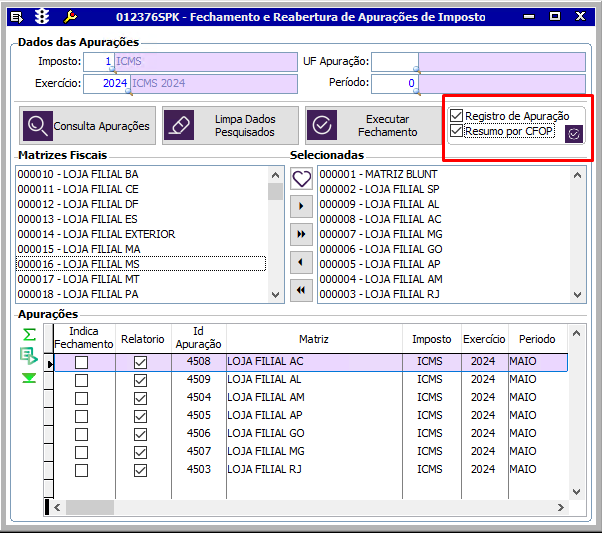 012376SPK - Fechamento e Reabertura de Apurações de Imposto
Dados das Apurações
Imposto: 1 ICMS UF Apuração:
Exercício: 2024 ICMS 2024 Período: 0
Consulta Apurações
Limpa Dados
Pesquisados
Executar
Fechamento
Registro de Apuração
Resumo por CFOP
Matrizes Fiscais
000010 - LOJA FILIAL BA
000011 - LOJA FILIAL CE
000012 - LOJA FILIAL DF
000013 - LOJA FILIAL ES
000014 - LOJA FILIAL EXTERIOR
000015 - LOJA FILIAL MA
000016 - LOJA FILIAL MS
000017 - LOJA FILIAL MT
000018 - LOJA FILIAL PA
Selecionadas
000001 - MATRIZ BLUNT
000002 - LOJA FILIAL SP
000009 - LOJA FILIAL AL
000008 - LOJA FILIAL AC
000007 - LOJA FILIAL MG
000006 - LOJA FILIAL GO
000005 - LOJA FILIAL AP
000004 - LOJA FILIAL AM
000003 - LOJA FILIAL RJ
Apurações
Indica
Fechamento
Relatorio
Id
Apuração
Matriz
Imposto
Exercício
Periodo
4508 LOJA FILIAL AC ICMS 2024 MAIO
4509 LOJA FILIAL AL ICMS 2024 MAIO
4504 LOJA FILIAL AM ICMS 2024 MAIO
4505 LOJA FILIAL AP ICMS 2024 MAIO
4506 LOJA FILIAL GO ICMS 2024 MAIO
4507 LOJA FILIAL MG ICMS 2024 MAIO
4503 LOJA FILIAL RJ ICMS 2024 MAIO